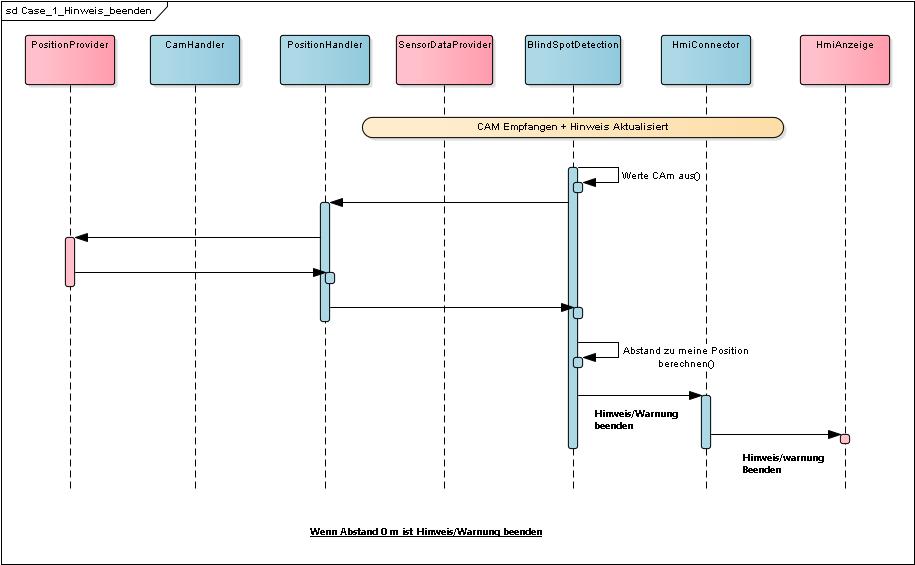 sd Case_1_Hinweis_beenden
PositionProvider
CamHandler
PositionHandler
SensorDataProvider
BlindSpotDetection
HmiConnector
HmiAnzeige
CAM Empfangen + Hinweis Aktualisiert
Werte CAm aus()
Abstand zu meine Position
berechnen()
Hinweis/Warnung
beenden
Hinweis/warnung
Beenden
Wenn Abstand 0 m ist Hinweis/Warnung beenden